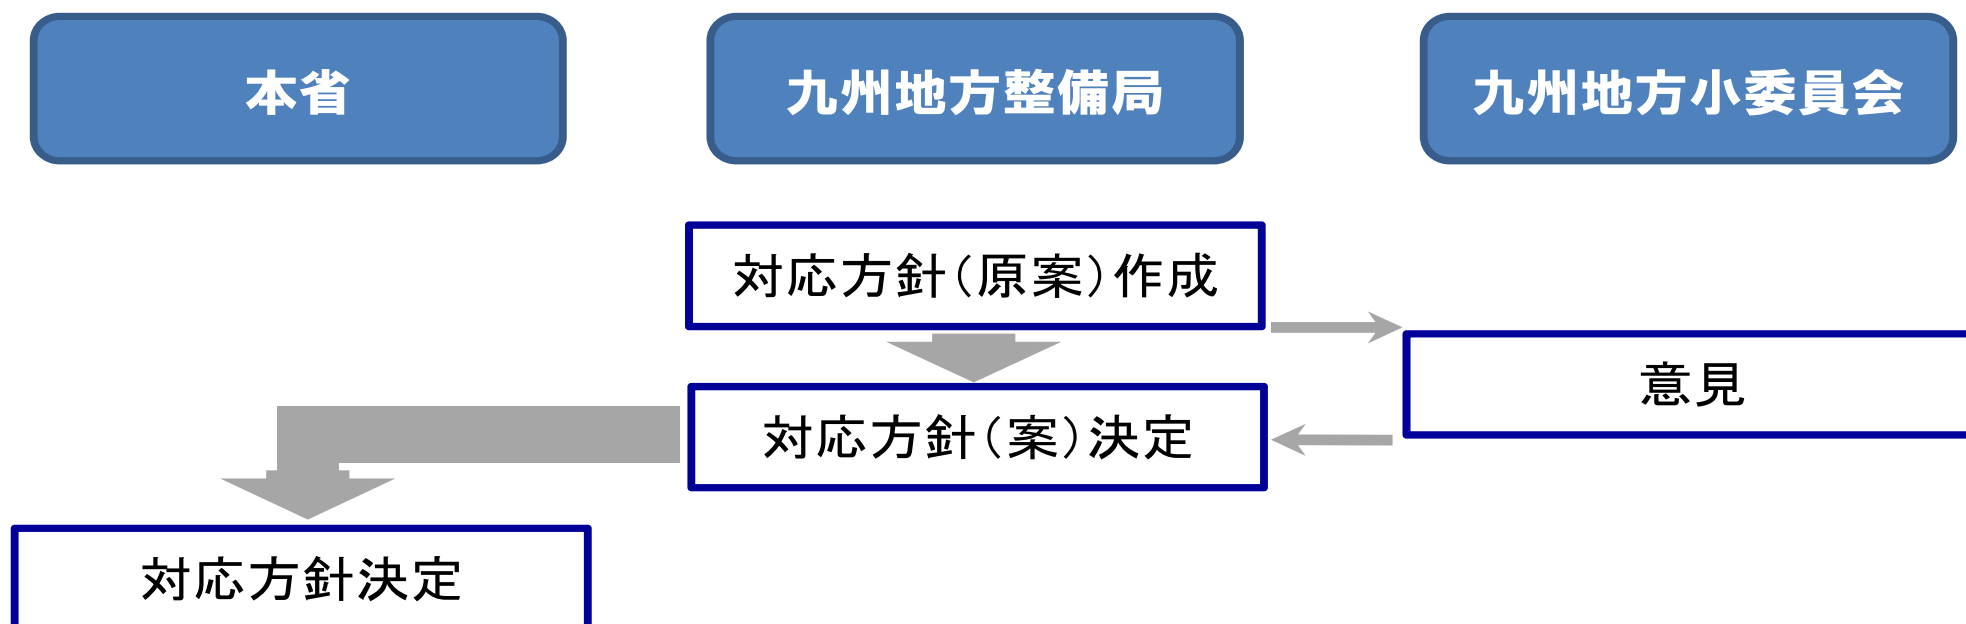 本省
九州地方整備局
九州地方小委員会
対応方針（原案）作成
意見
対応方針（案）決定
対応方針決定